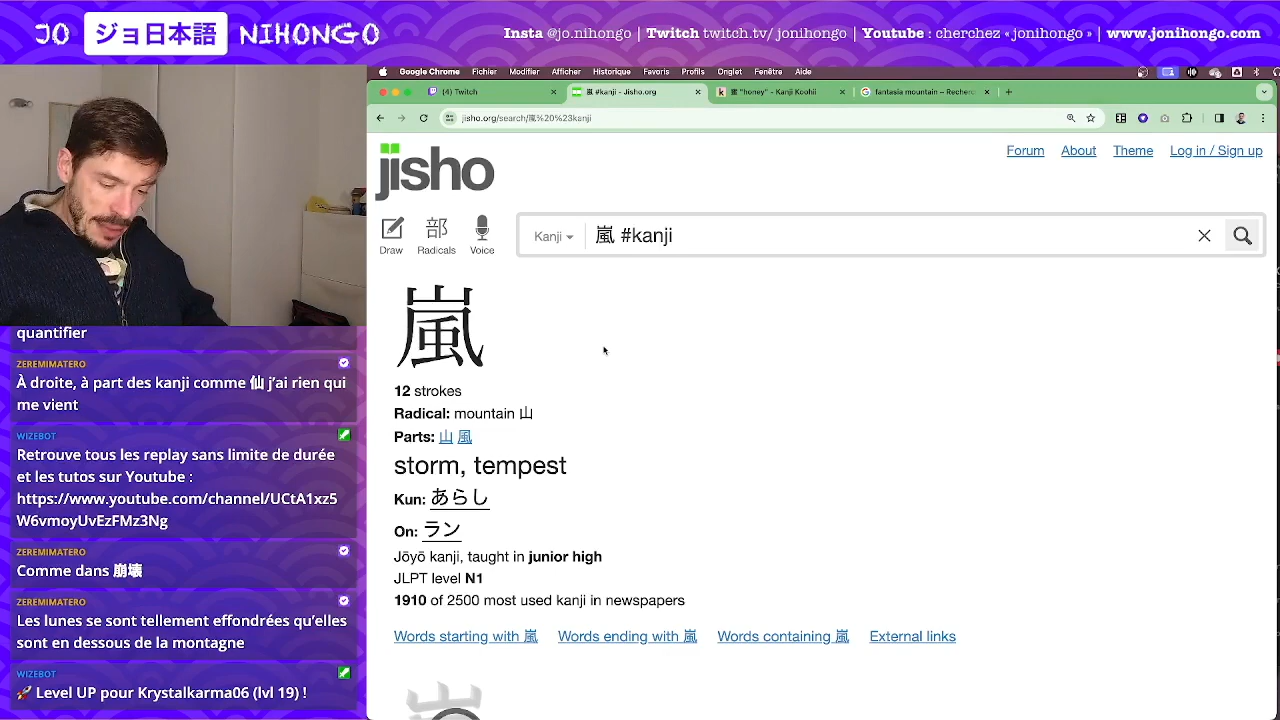 JO ジョ日本語 NIHONGO
Insta @jo.nihongo | Twitch twitch.tv/ jonihongo | Youtube : cherchez « jonihongo » | www.jonihongo.com
Google Chrome Fichier Modifier Afficher Historique Favoris Profils Onglet Fenêtre Aide
(4) Twitch
嵐 #kanji - Jisho.org
"honey" - Kanji Koohii
fantasia mountain – Recherc
jisho.org/search/嵐%20%23kanji
jisho
Forum About Theme Log in / Sign up
部
Draw Radicals Voice
Kanji
嵐 #kanji
嵐
12 strokes
Radical: mountain 山
Parts: 山 風
storm, tempest
Kun: あらし
On: ラン
Jōyō kanji, taught in junior high
JLPT level N1
1910 of 2500 most used kanji in newspapers
Words starting with 嵐 Words ending with 嵐 Words containing 嵐 External links
quantifier
ZEREMIMATERO
À droite, à part des kanji comme 仙 j'ai rien qui
me vient
WIZEBOT
Retrouve tous les replay sans limite de durée
et les tutos sur Youtube :
https://www.youtube.com/channel/UCtA1xz5
W6vmoyUvEzFMz3Ng
ZEREMIMATERO
Comme dans 崩壊
ZEREMIMATERO
Les lunes se sont tellement effondrées qu'elles
sont en dessous de la montagne
WIZEBOT
🚀 Level UP pour Krystalkarma06 (lvl 19) !